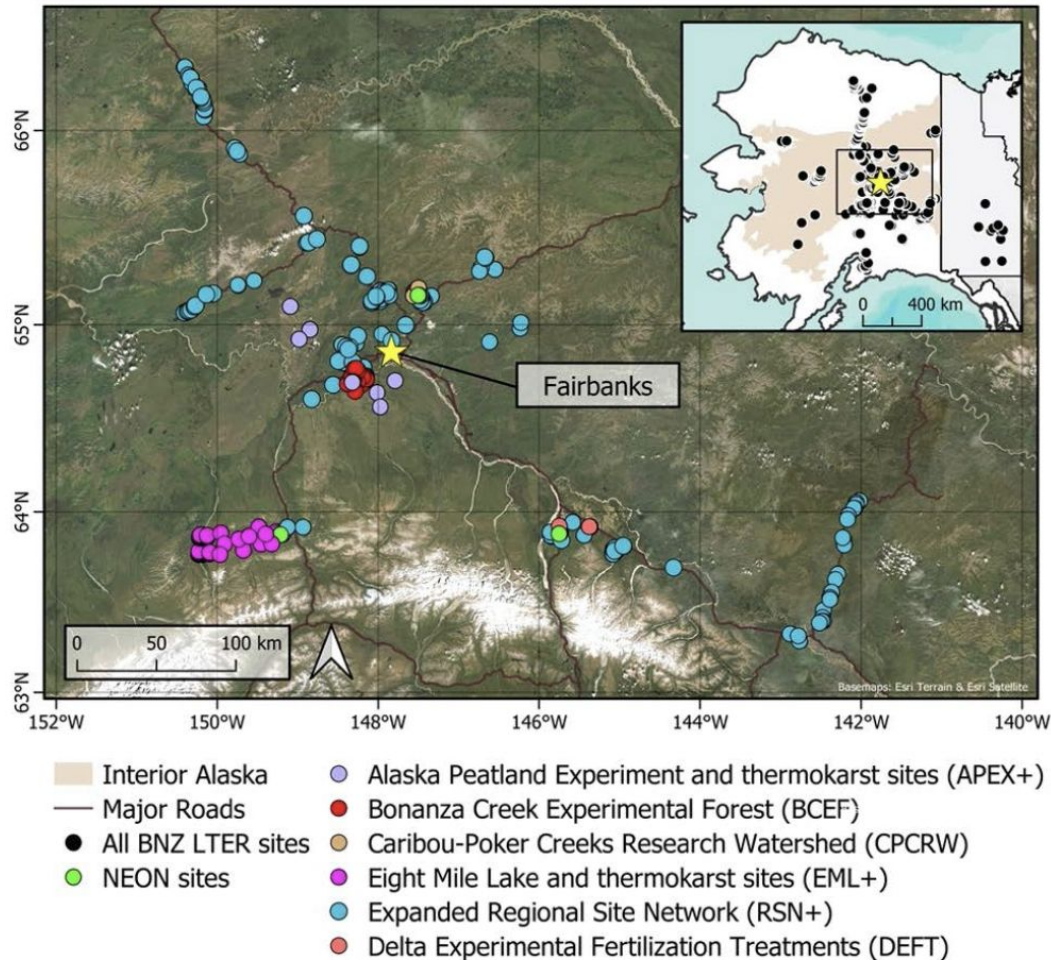 66°N
65°N
64°N
63°N
0 400 km
Fairbanks
0 50 100 km
Basemaps: Esri Terrain & Esri Satellite
152°W 150°W 148°W 146°W 144°W 142°W 140°W
Interior Alaska
Major Roads
All BNZ LTER sites
NEON sites
Alaska Peatland Experiment and thermokarst sites (APEX+)
Bonanza Creek Experimental Forest (BCEF)
Caribou-Poker Creeks Research Watershed (CPCRW)
Eight Mile Lake and thermokarst sites (EML+)
Expanded Regional Site Network (RSN+)
Delta Experimental Fertilization Treatments (DEFT)